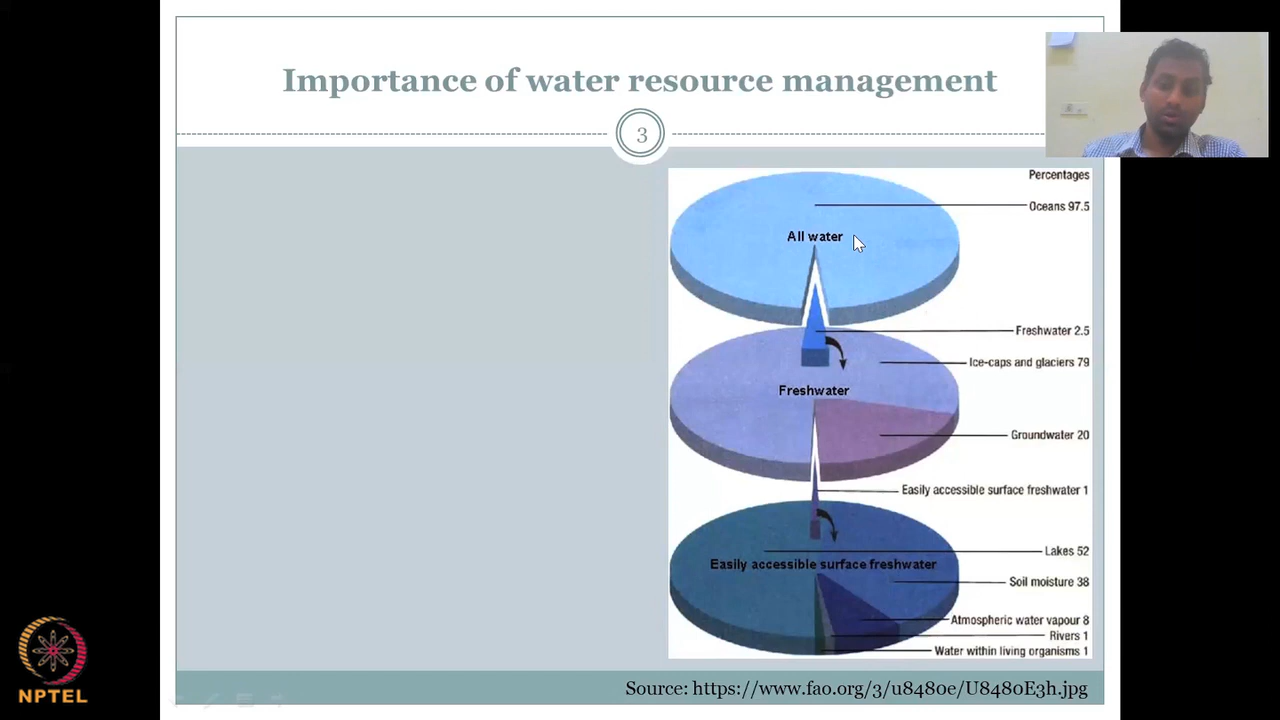 Importance of water resource management
3
Percentages
Oceans 97.5
All water
Freshwater 2.5
Ice-caps and glaciers 79
Freshwater
Groundwater 20
Easily accessible surface freshwater 1
Lakes 52
Easily accessible surface freshwater
Soil moisture 38
Atmospheric water vapour 8
Rivers 1
Water within living organisms 1
NPTEL
Source: https://www.fao.org/3/u8480e/U8480E3h.jpg